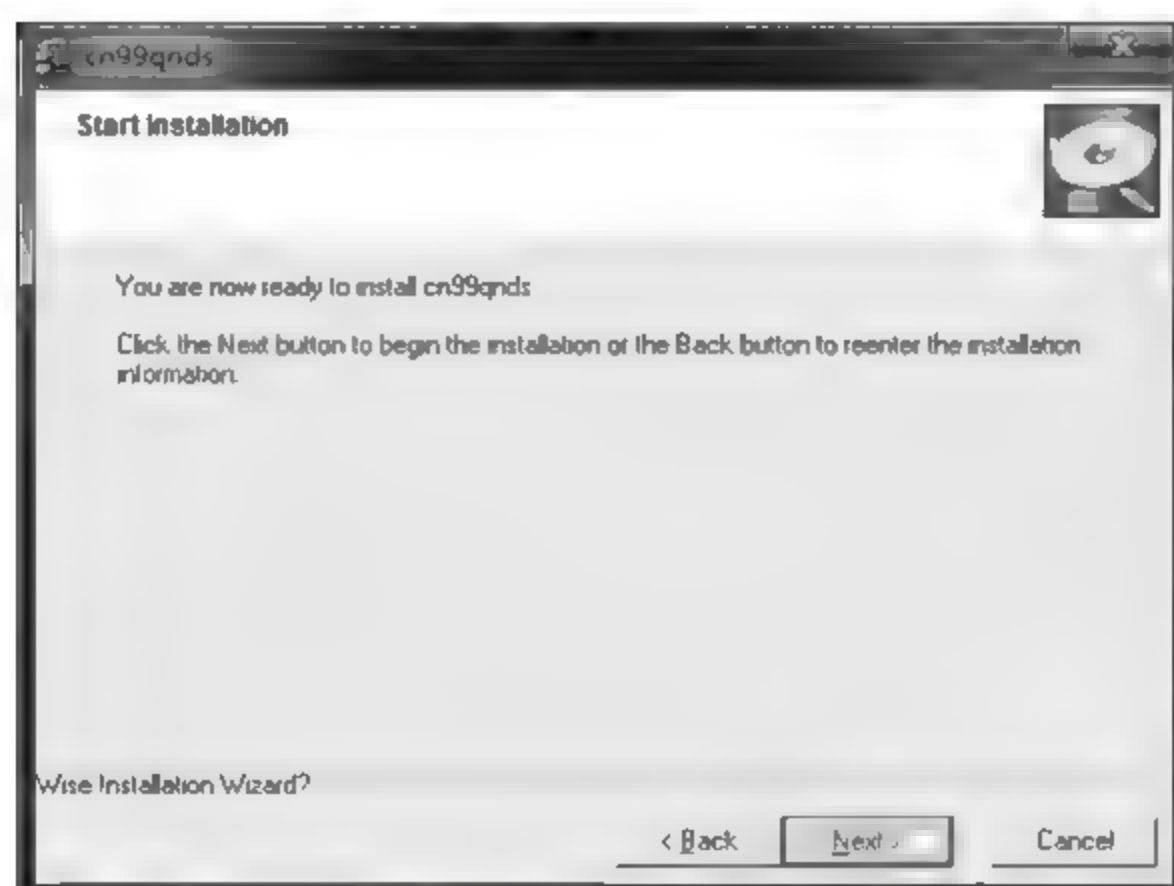 cn99qnds
Start Installation
You are now ready to install cn99qnds
Click the Next button to begin the installation or the Back button to reenter the installation
information.
Wise Installation Wizard?
< Back
Next >
Cancel